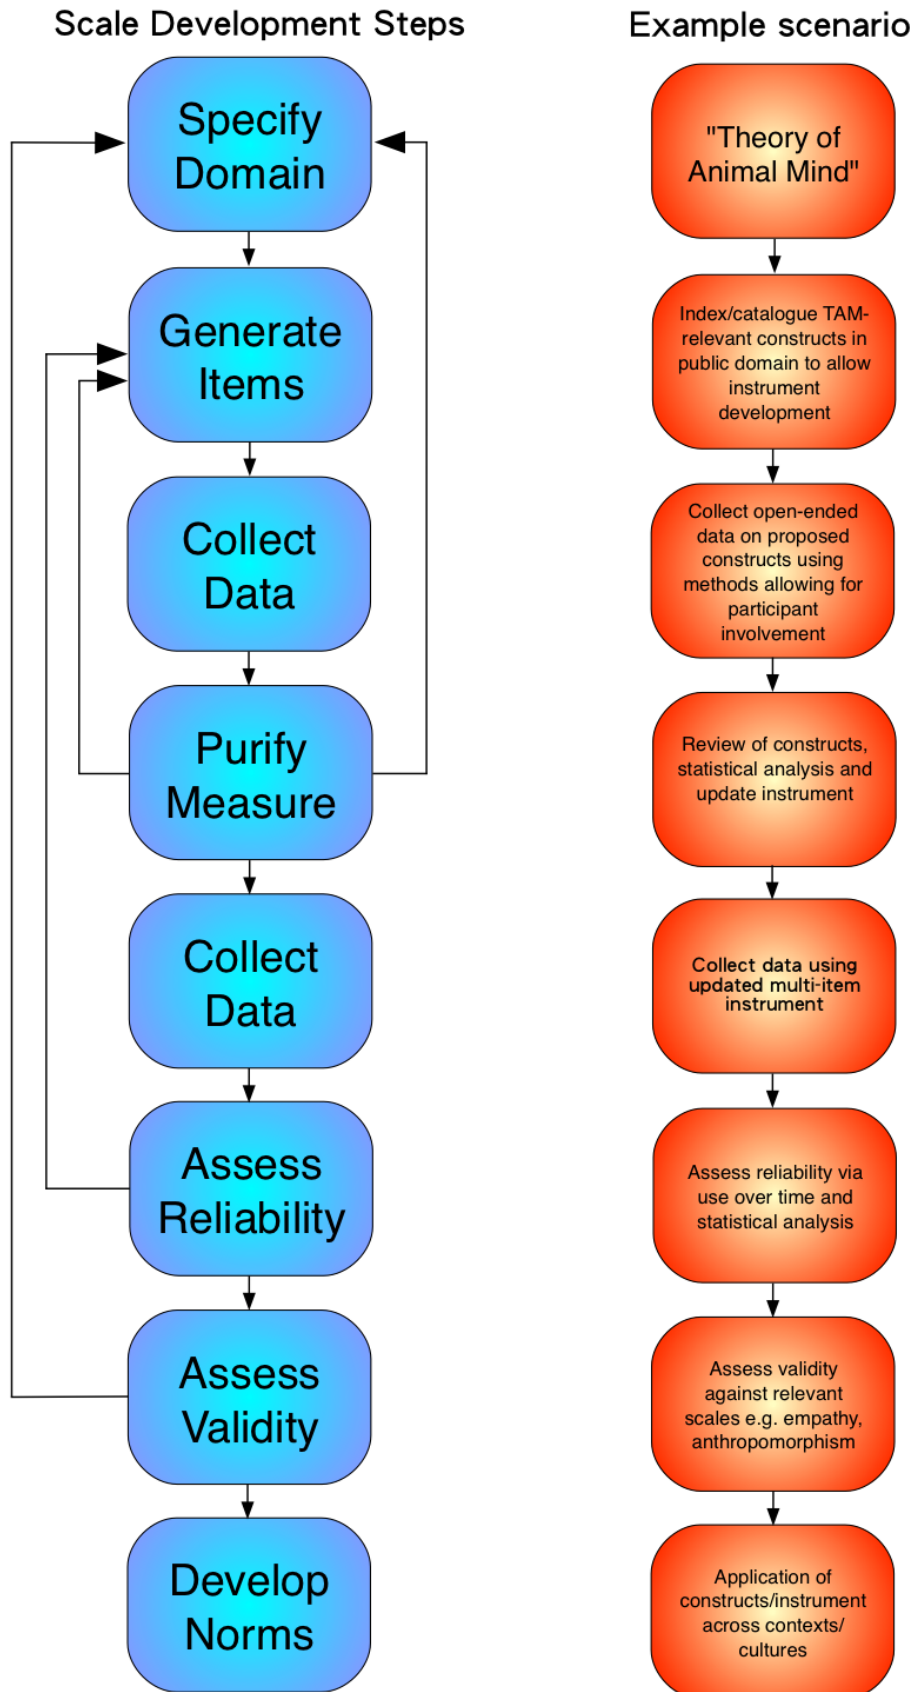 Scale Development Steps
Example scenario
Specify
Domain
Generate
Items
Collect
Data
Purify
Measure
Collect
Data
Assess
Reliability
Assess
Validity
Develop
Norms
"Theory of
Animal Mind"
Index/catalogue TAM-
relevant constructs in
public domain to allow
instrument
development
Collect open-ended
data on proposed
constructs using
methods allowing for
participant
involvement
Review of constructs,
statistical analysis and
update instrument
Collect data using
updated multi-item
instrument
Assess reliability via
use over time and
statistical analysis
Assess validity
against relevant
scales e.g. empathy,
anthropomorphism
Application of
constructs/instrument
across contexts/
cultures